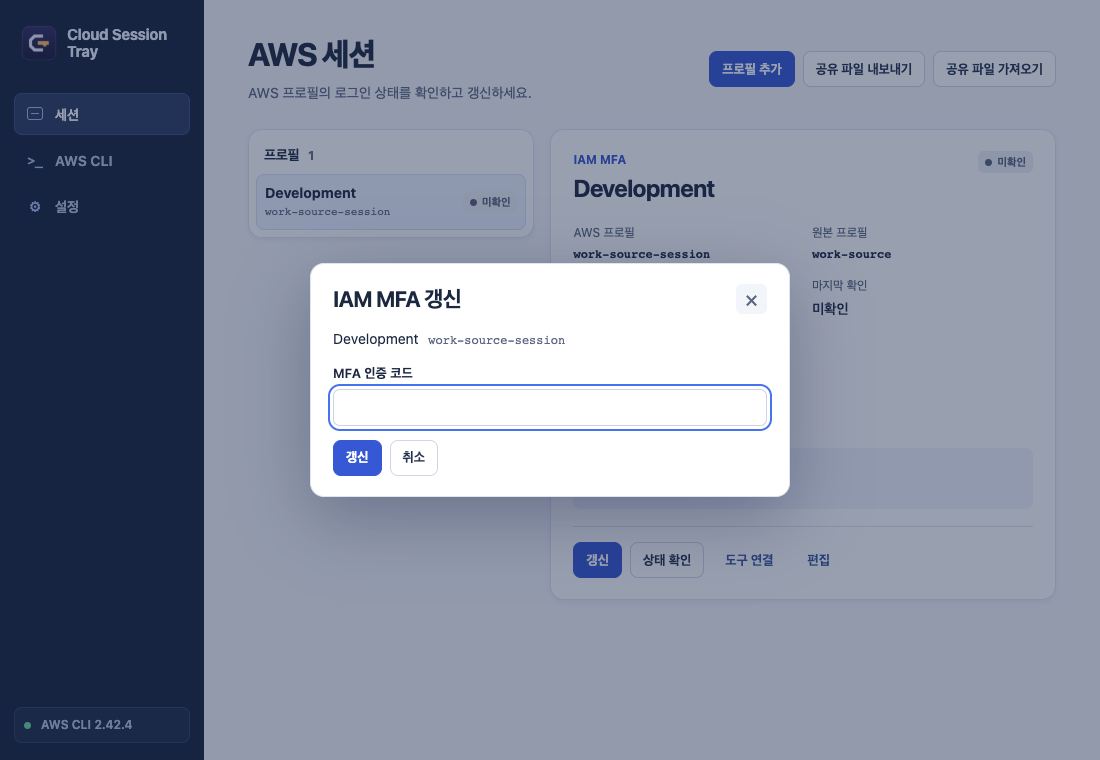 Cloud Session
Tray
세션
>_ AWS CLI
설정
AWS CLI 2.42.4
AWS 세션
AWS 프로필의 로그인 상태를 확인하고 갱신하세요.
프로필 추가
공유 파일 내보내기
공유 파일 가져오기
프로필 1
Development
work-source-session
미확인
IAM MFA
미확인
Development
AWS 프로필
원본 프로필
work-source-session
work-source
마지막 확인
미확인
IAM MFA 갱신
×
Development work-source-session
MFA 인증 코드
갱신
취소
갱신
상태 확인
도구 연결
편집